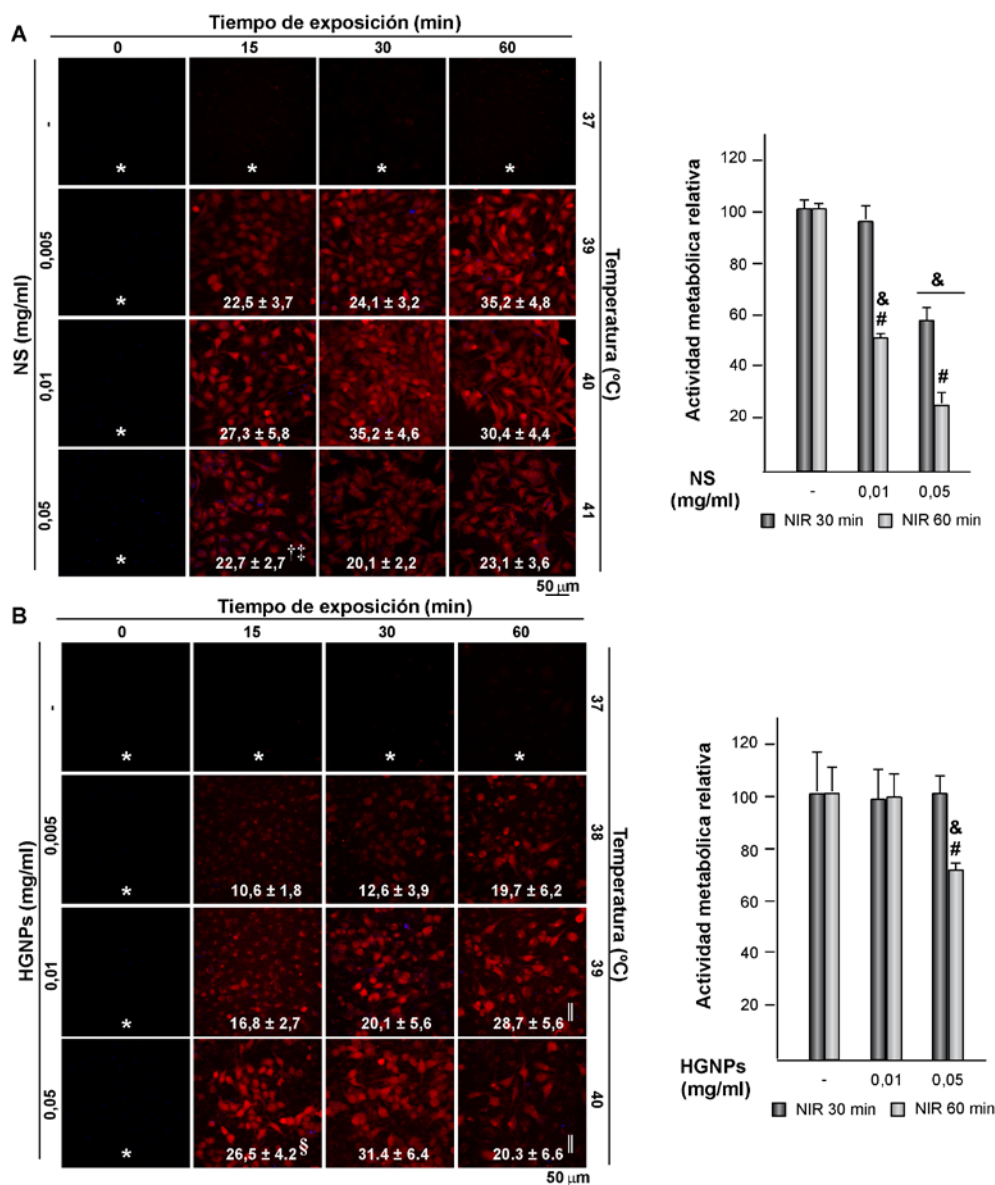 A
Tiempo de exposición (min)
0 15 30 60
NS (mg/ml)
Temperatura (ºC)
- * * * * 37
0,005 * 22,5 ± 3,7 24,1 ± 3,2 35,2 ± 4,8 39
0,01 * 27,3 ± 5,8 35,2 ± 4,6 30,4 ± 4,4 40
0,05 * 22,7 ± 2,7 †‡ 20,1 ± 2,2 23,1 ± 3,6 41
50 µm
Actividad metabólica relativa
120
100
80
60
40
20
&
#
&
#
NS
(mg/ml)
- 0,01 0,05
NIR 30 min NIR 60 min
B
Tiempo de exposición (min)
0 15 30 60
HGNPs (mg/ml)
Temperatura (ºC)
- * * * * 37
0,005 * 10,6 ± 1,8 12,6 ± 3,9 19,7 ± 6,2 38
0,01 * 16,8 ± 2,7 20,1 ± 5,6 28,7 ± 5,6 ‖ 39
0,05 * 26,5 ± 4.2 § 31.4 ± 6.4 20.3 ± 6.6 ‖ 40
50 µm
Actividad metabólica relativa
120
100
80
60
40
20
&
#
HGNPs
(mg/ml)
- 0,01 0,05
NIR 30 min NIR 60 min